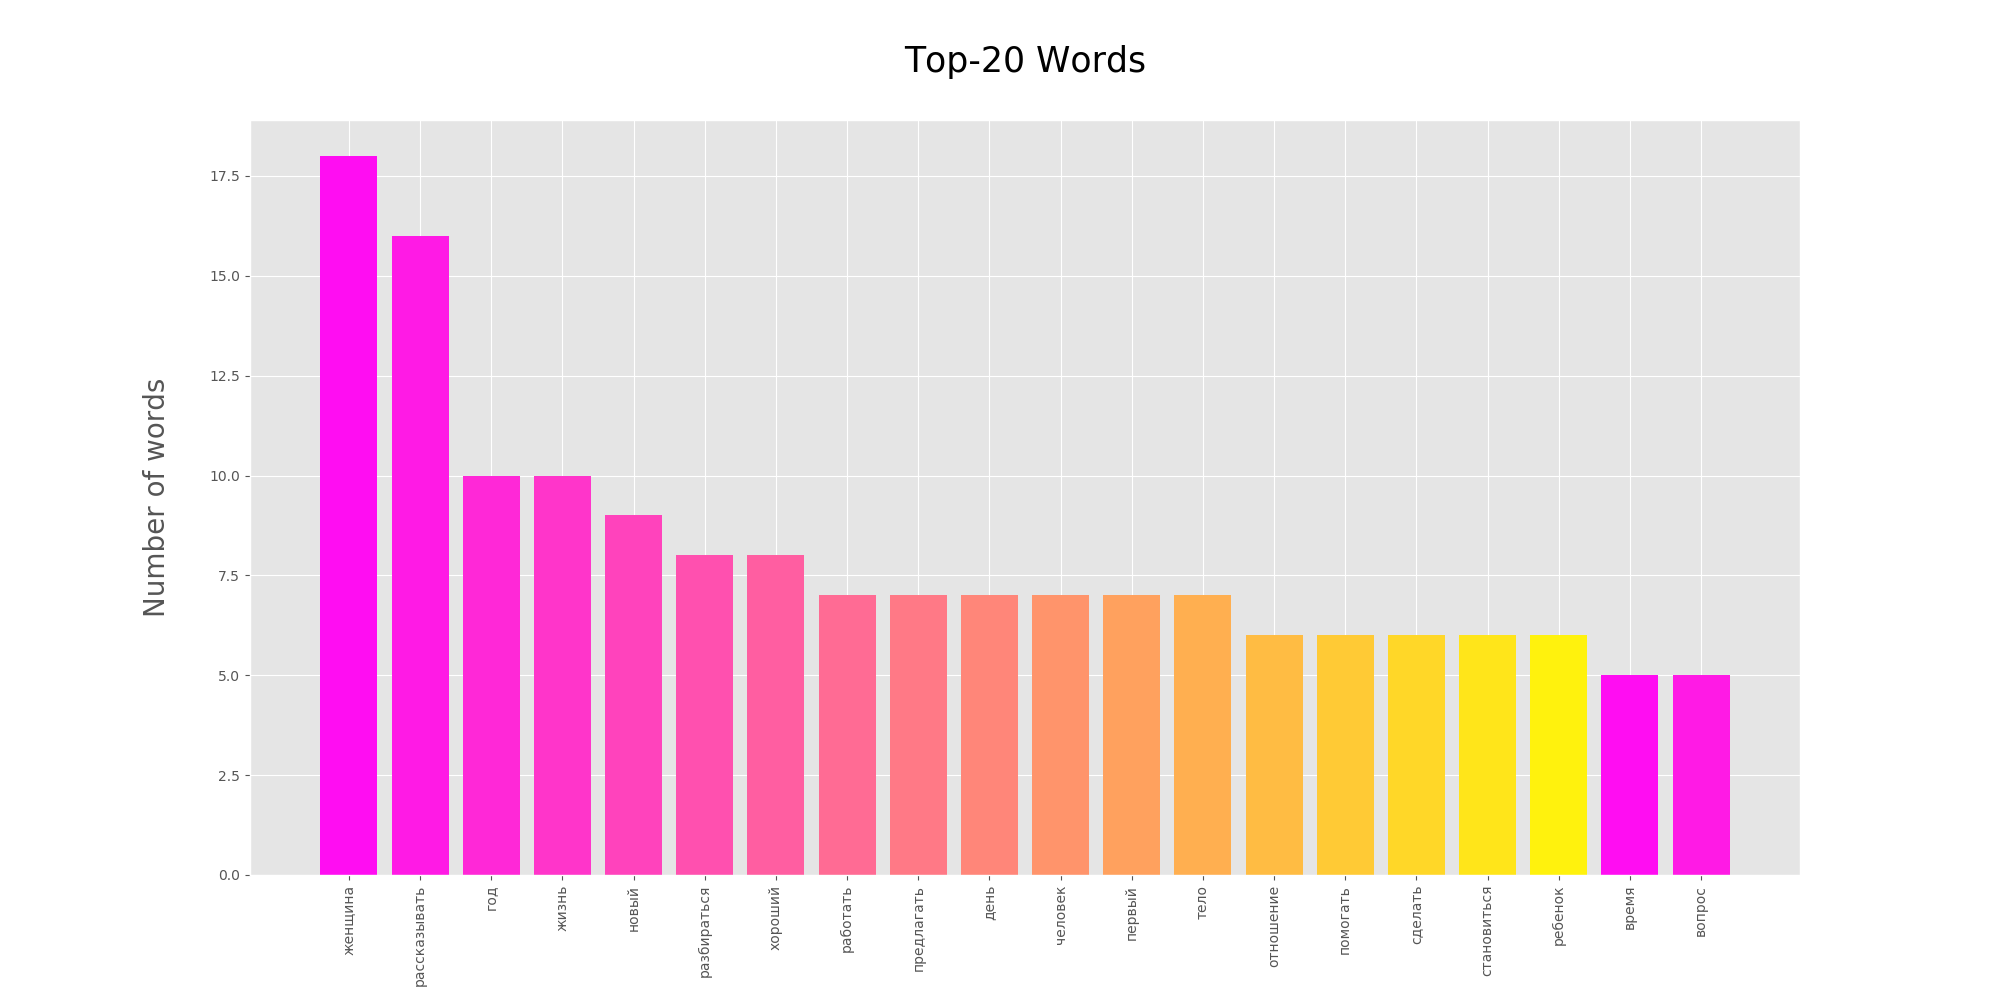 Top-20 Words
Number of words
17.5
15.0
12.5
10.0
7.5
5.0
2.5
0.0
женщина
рассказывать
год
жизнь
новый
разбираться
хороший
работать
предлагать
день
человек
первый
тело
отношение
помогать
сделать
становиться
ребенок
время
вопрос